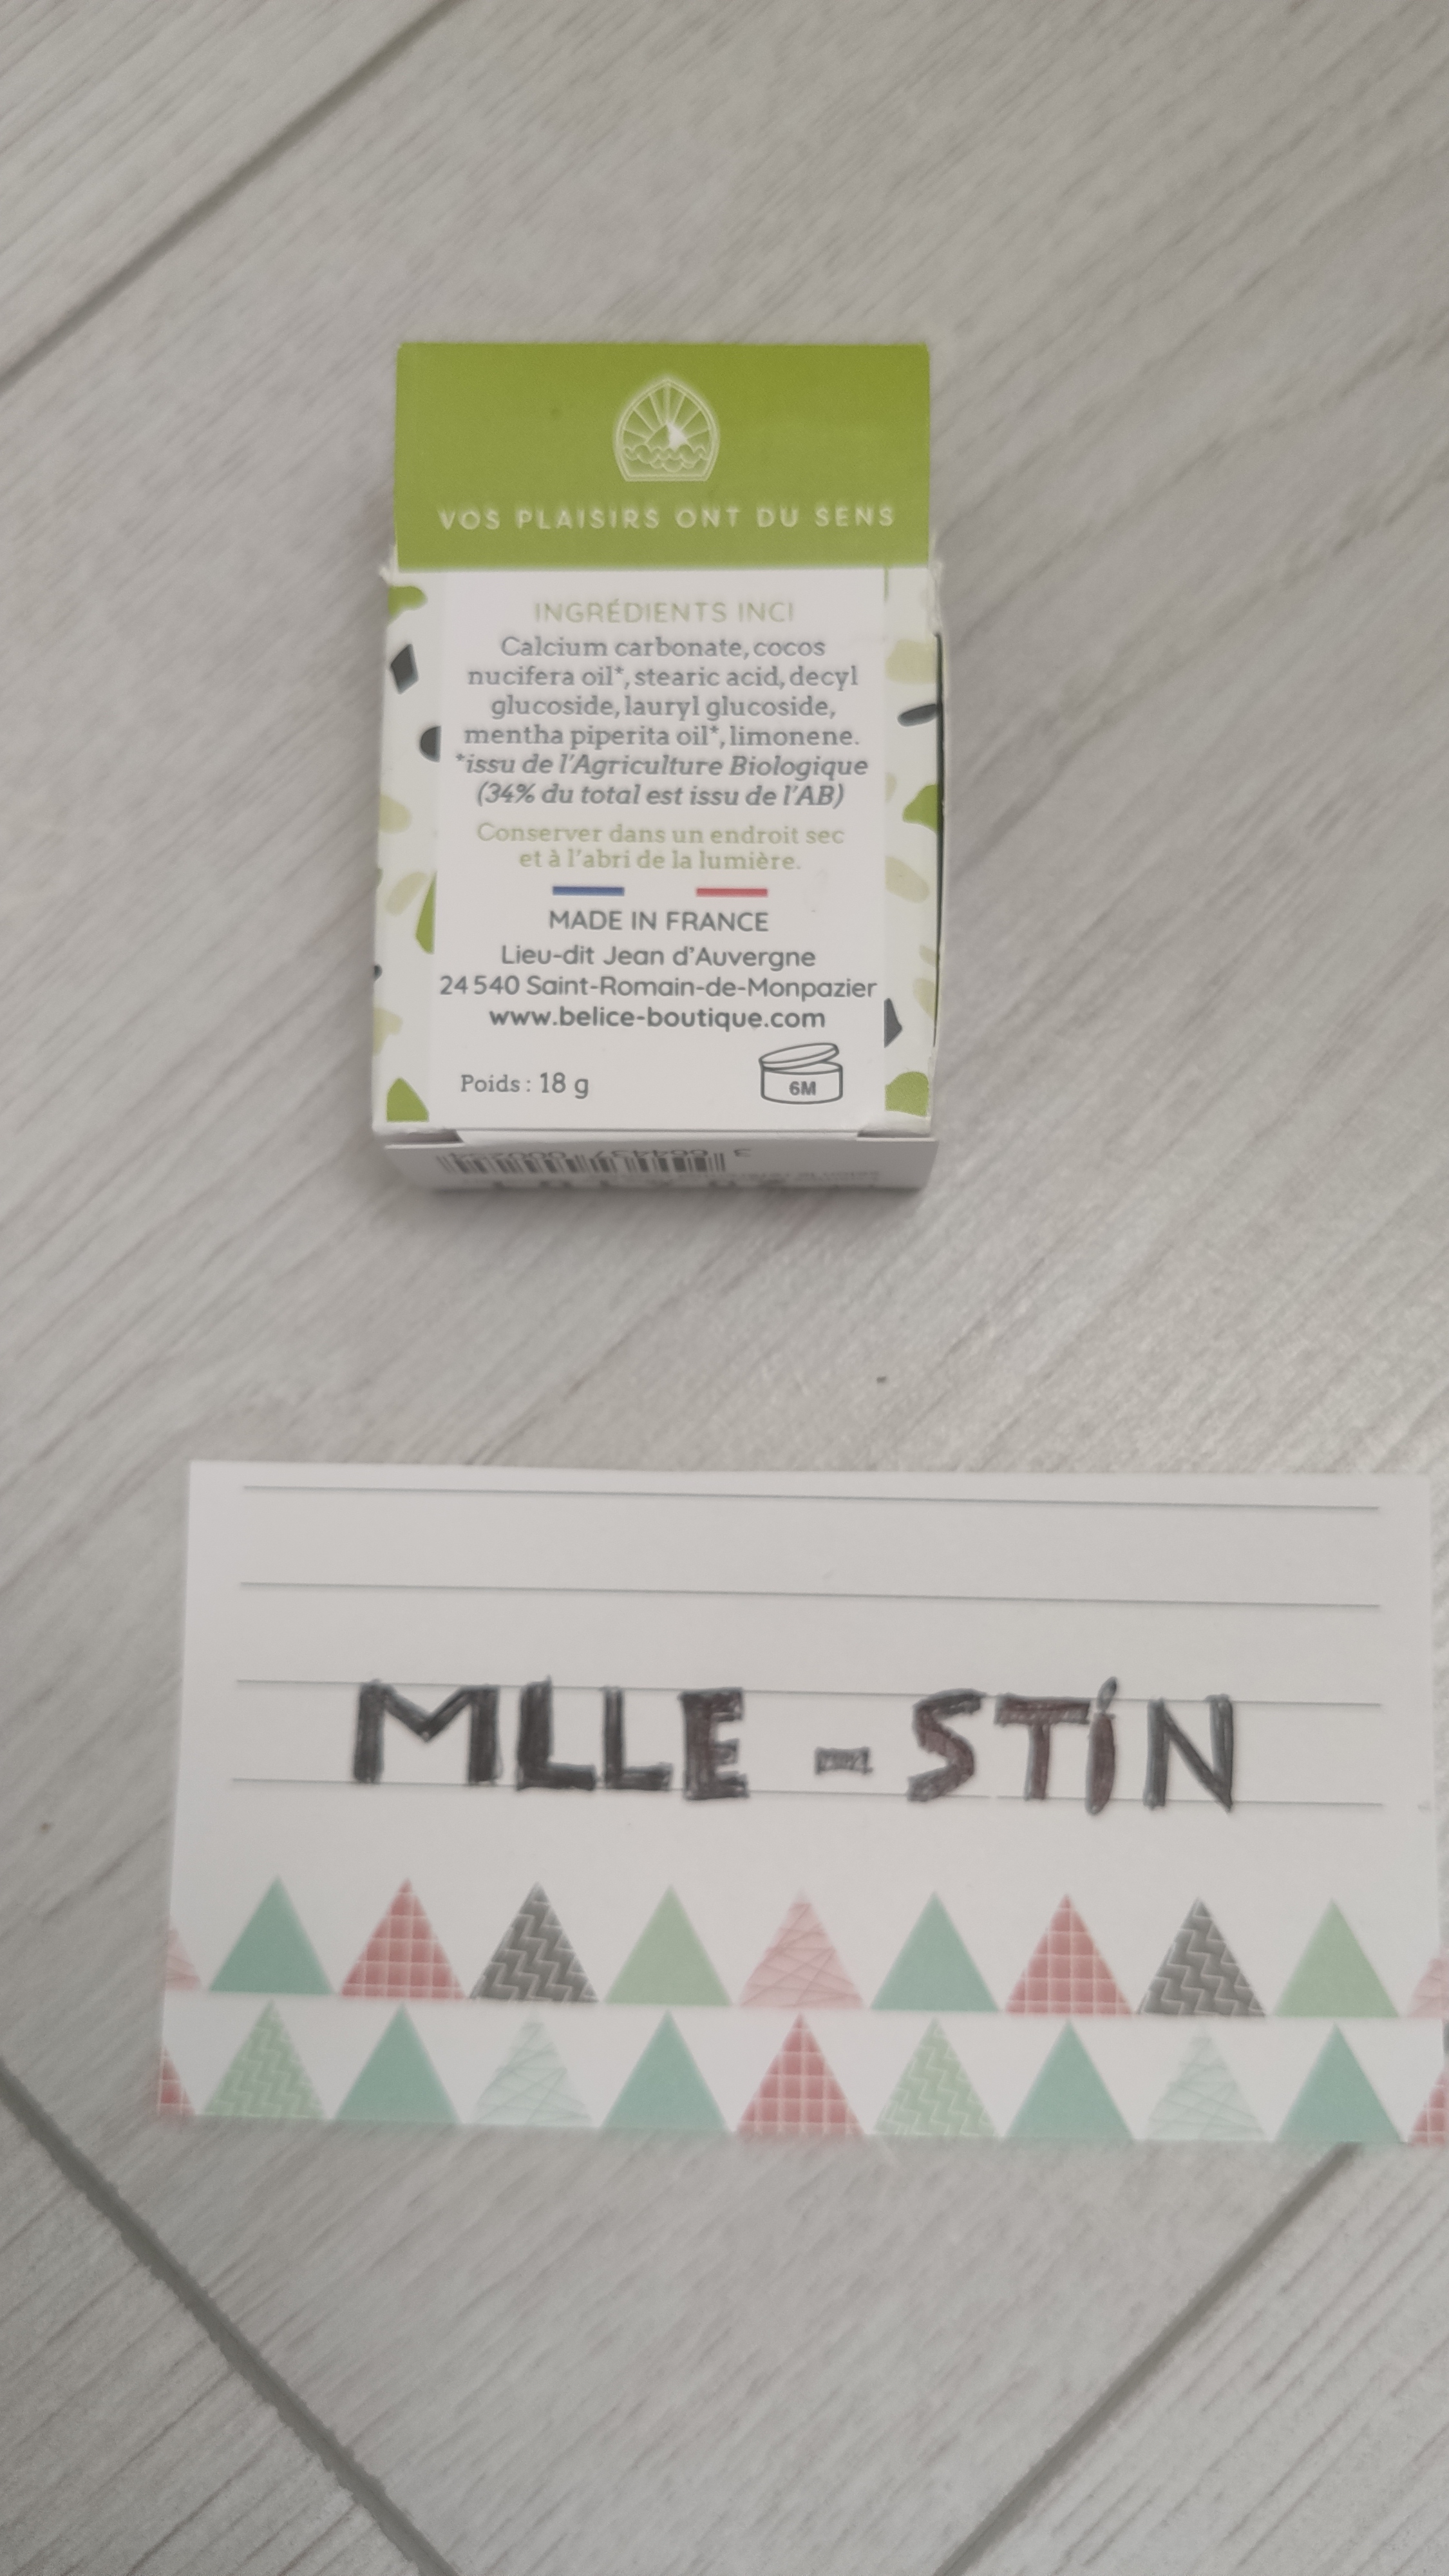 VOS PLAISIRS ONT DU SENS
INGRÉDIENTS INCI
Calcium carbonate, cocos
nucifera oil*, stearic acid, decyl
glucoside, lauryl glucoside,
mentha piperita oil*, limonene.
*issu de l'Agriculture Biologique
(34% du total est issu de l'AB)
Conserver dans un endroit sec
et à l'abri de la lumière.
MADE IN FRANCE
Lieu-dit Jean d'Auvergne
24 540 Saint-Romain-de-Monpazier
www.belice-boutique.com
Poids : 18 g
6M
MLLE - STiN